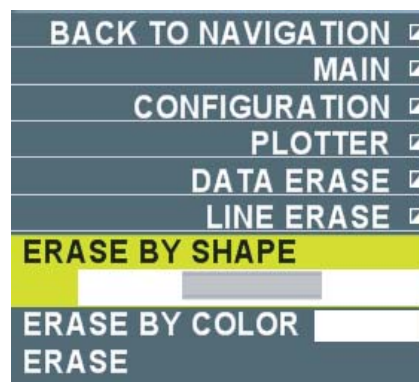 BACK TO NAVIGATION
MAIN
CONFIGURATION
PLOTTER
DATA ERASE
LINE ERASE
ERASE BY SHAPE
ERASE BY COLOR
ERASE